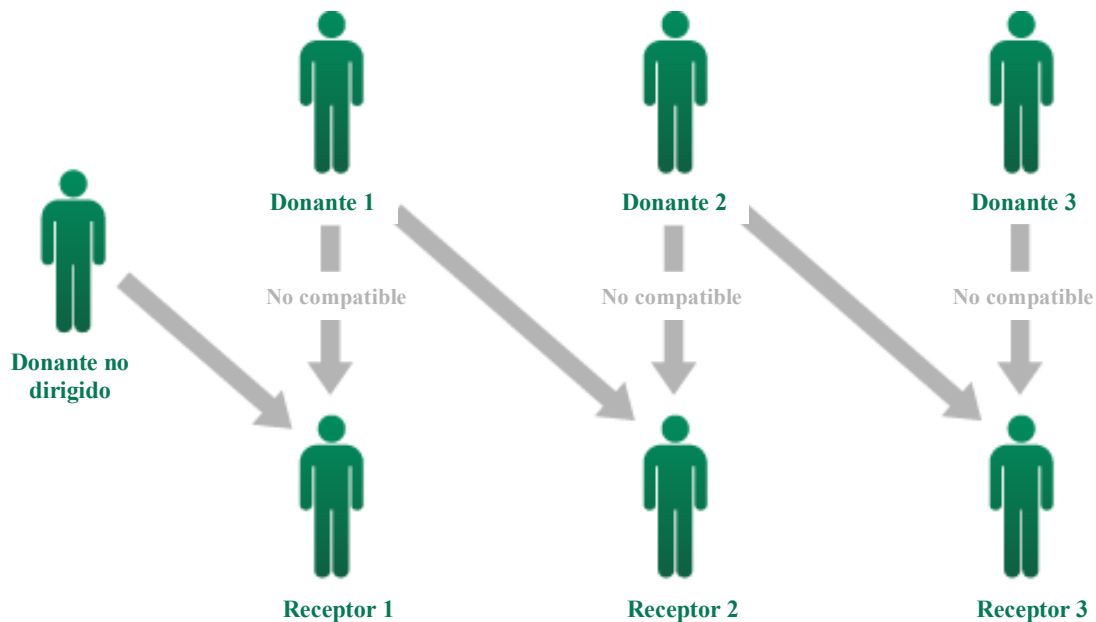 Donante 1
Donante 2
Donante 3
No compatible
No compatible
No compatible
Donante no
dirigido
Receptor 1
Receptor 2
Receptor 3